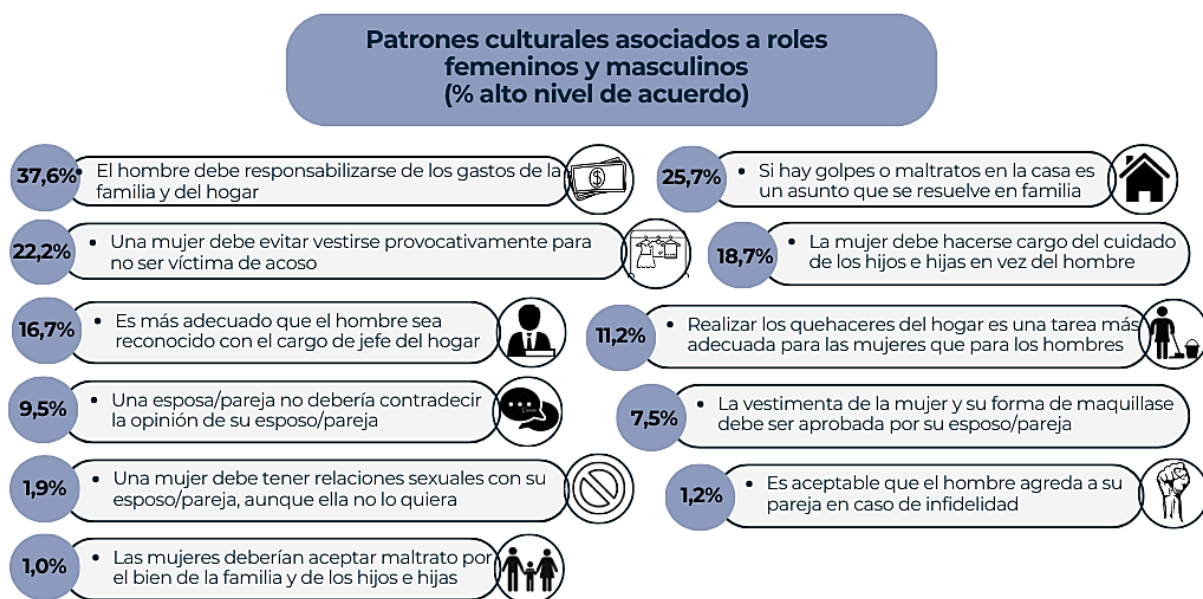 Patrones culturales asociados a roles
femeninos y masculinos
(% alto nivel de acuerdo)
37,6%
• El hombre debe responsabilizarse de los gastos de la
familia y del hogar
25,7%
• Si hay golpes o maltratos en la casa es
un asunto que se resuelve en familia
22,2%
• Una mujer debe evitar vestirse provocativamente para
no ser víctima de acoso
18,7%
• La mujer debe hacerse cargo del cuidado
de los hijos e hijas en vez del hombre
16,7%
• Es más adecuado que el hombre sea
reconocido con el cargo de jefe del hogar
11,2%
• Realizar los quehaceres del hogar es una tarea más
adecuada para las mujeres que para los hombres
9,5%
• Una esposa/pareja no debería contradecir
la opinión de su esposo/pareja
7,5%
• La vestimenta de la mujer y su forma de maquillase
debe ser aprobada por su esposo/pareja
1,9%
• Una mujer debe tener relaciones sexuales con su
esposo/pareja, aunque ella no lo quiera
1,2%
• Es aceptable que el hombre agreda a su
pareja en caso de infidelidad
1,0%
• Las mujeres deberían aceptar maltrato por
el bien de la familia y de los hijos e hijas